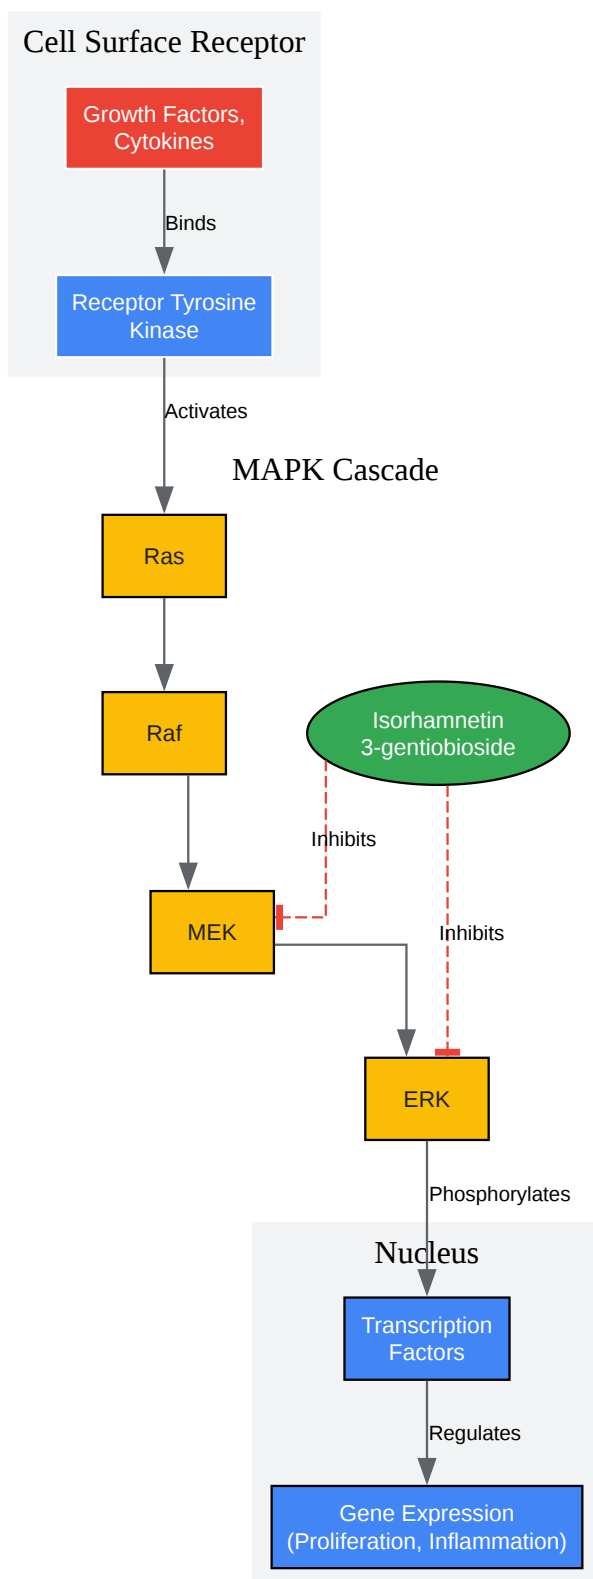 Cell Surface Receptor
Growth Factors,
Cytokines
Binds
Receptor Tyrosine
Kinase
Activates
MAPK Cascade
Ras
Raf
Isorhamnetin
3-gentiobioside
Inhibits
MEK
Inhibits
ERK
Phosphorylates
Nucleus
Transcription
Factors
Regulates
Gene Expression
(Proliferation, Inflammation)